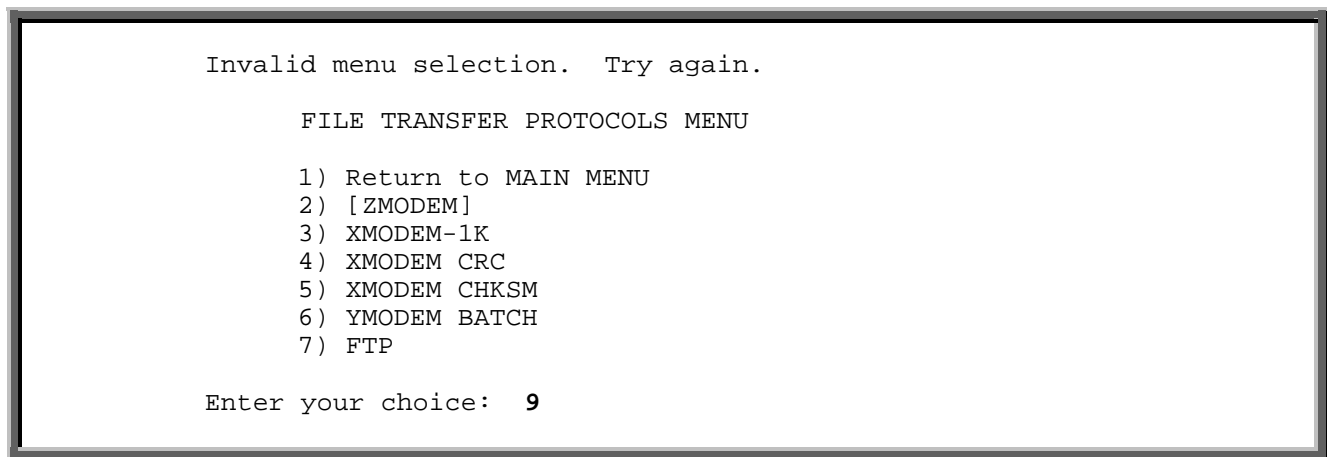 Invalid menu selection.  Try again.
FILE TRANSFER PROTOCOLS MENU
1) Return to MAIN MENU
2) [ZMODEM]
3) XMODEM-1K
4) XMODEM CRC
5) XMODEM CHKSM
6) YMODEM BATCH
7) FTP
Enter your choice:  9